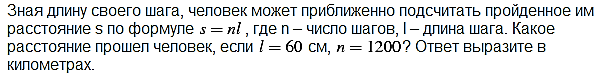 Зная длину своего шага, человек может приближенно подсчитать пройденное им
расстояние s по формуле s = nl , где n – число шагов, l – длина шага. Какое
расстояние прошел человек, если l = 60 см, n = 1200? Ответ выразите в
километрах.